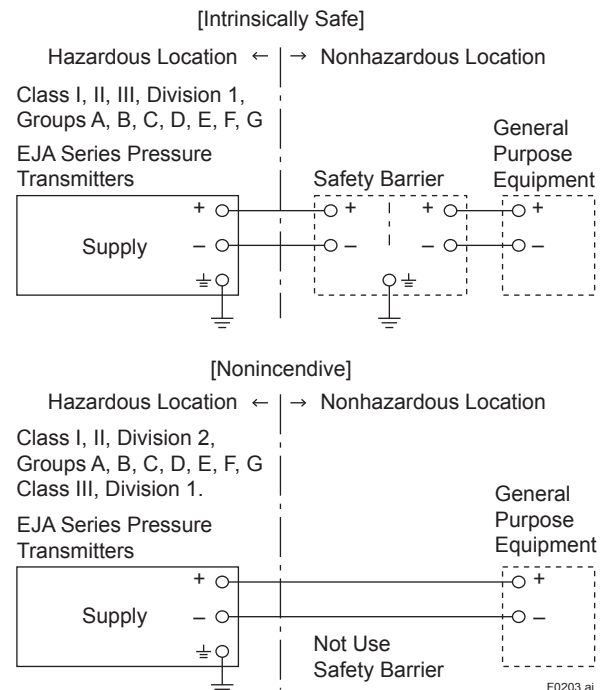 [Intrinsically Safe]
Hazardous Location ← → Nonhazardous Location
Class I, II, III, Division 1,
Groups A, B, C, D, E, F, G
EJA Series Pressure
Transmitters
Safety Barrier
General
Purpose
Equipment
+ + + +
Supply
– – – –
[Nonincendive]
Hazardous Location ← → Nonhazardous Location
Class I, II, Division 2,
Groups A, B, C, D, E, F, G
Class III, Division 1.
EJA Series Pressure
Transmitters
General
Purpose
Equipment
+ +
Supply
– –
Not Use
Safety Barrier
F0203.ai